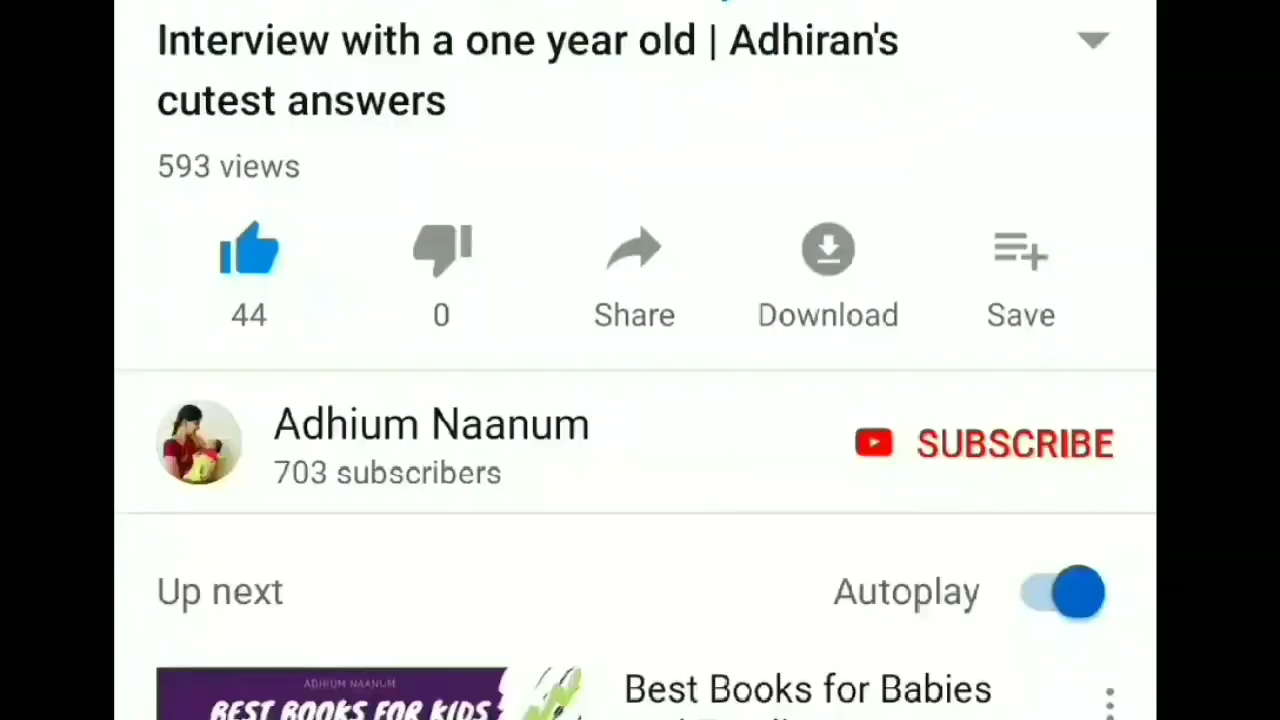 Interview with a one year old | Adhiran's
cutest answers
593 views
44
0
Share
Download
Save
Adhium Naanum
703 subscribers
SUBSCRIBE
Up next
Autoplay
ADHIUM NAANUM
BEST BOOKS FOR KIDS
Best Books for Babies